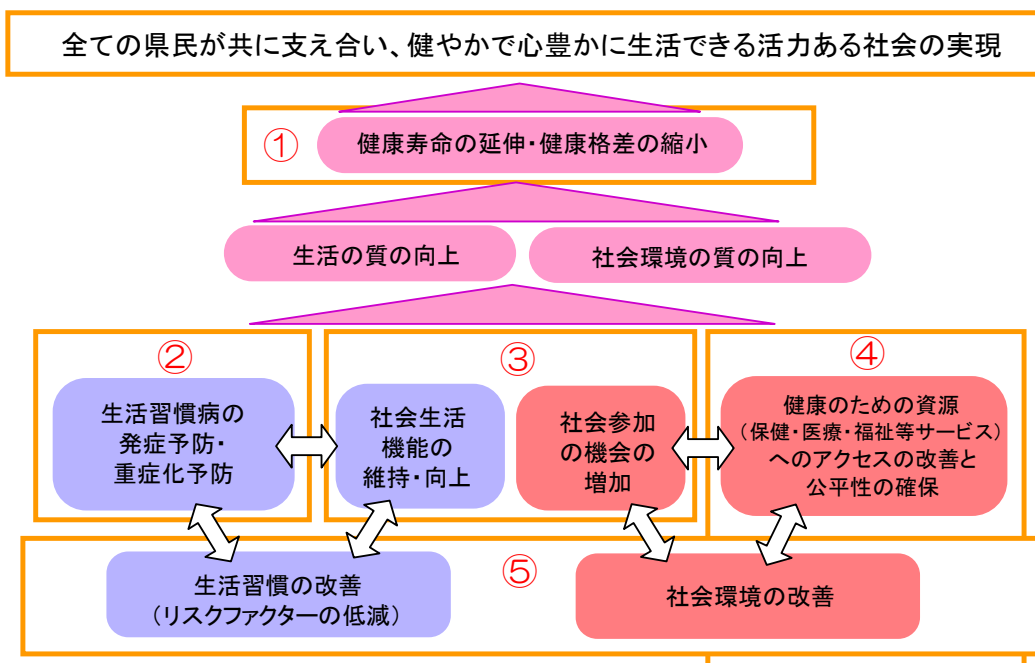 全ての県民が共に支え合い、健やかで心豊かに生活できる活力ある社会の実現
①
健康寿命の延伸・健康格差の縮小
生活の質の向上
社会環境の質の向上
②
生活習慣病の
発症予防・
重症化予防
③
社会生活
機能の
維持・向上
社会参加
の機会の
増加
④
健康のための資源
（保健・医療・福祉等サービス）
へのアクセスの改善と
公平性の確保
⑤
生活習慣の改善
（リスクファクターの低減）
社会環境の改善